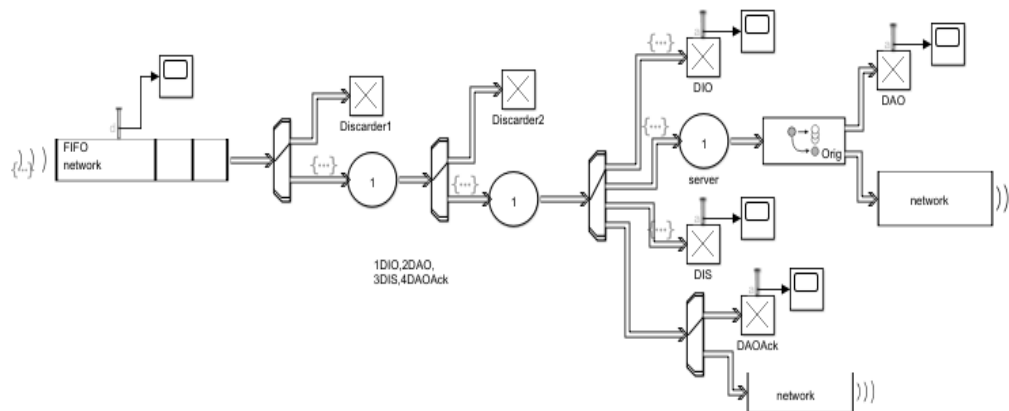 FIFO
network
{...}
Discarder1
{...}
1
Discarder2
{...}
1
1DIO,2DAO,
3DIS,4DAOAck
{...}
DIO
{...}
1
server
Orig
DAO
network
{...}
DIS
DAOAck
network